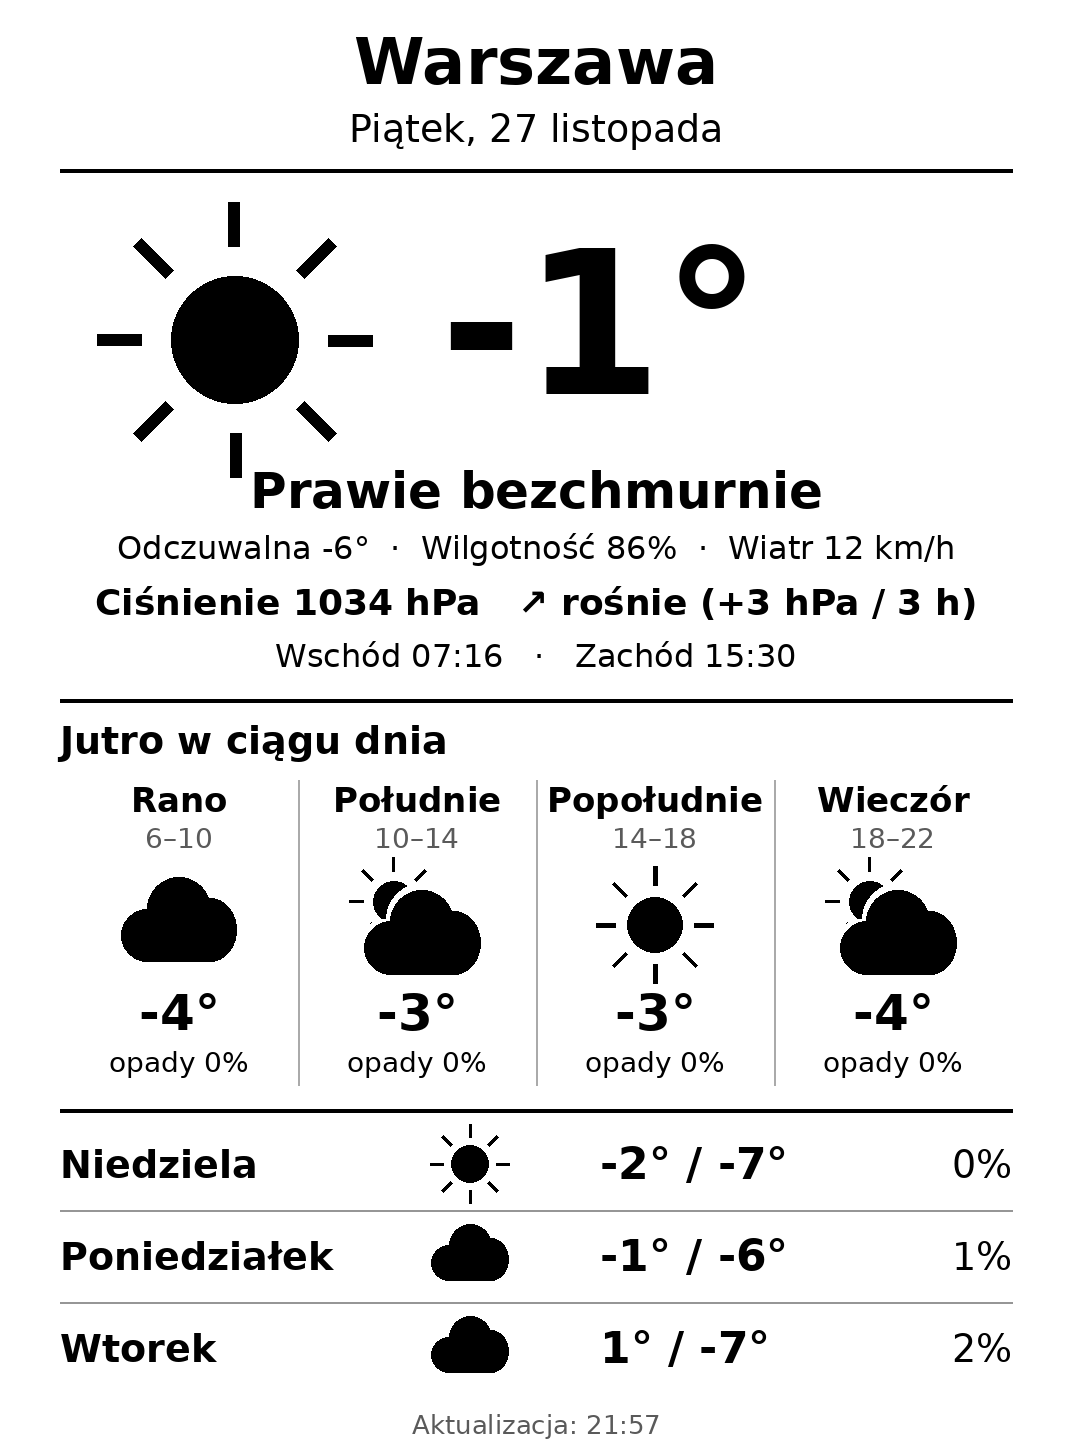 Warszawa
Piątek, 27 listopada
-1°
Prawie bezchmurnie
Odczuwalna -6° · Wilgotność 86% · Wiatr 12 km/h
Ciśnienie 1034 hPa ↗ rośnie (+3 hPa / 3 h)
Wschód 07:16 · Zachód 15:30
Jutro w ciągu dnia
Rano Południe Popołudnie Wieczór
6–10 10–14 14–18 18–22
-4° -3° -3° -4°
opady 0% opady 0% opady 0% opady 0%
Niedziela -2° / -7° 0%
Poniedziałek -1° / -6° 1%
Wtorek 1° / -7° 2%
Aktualizacja: 21:57